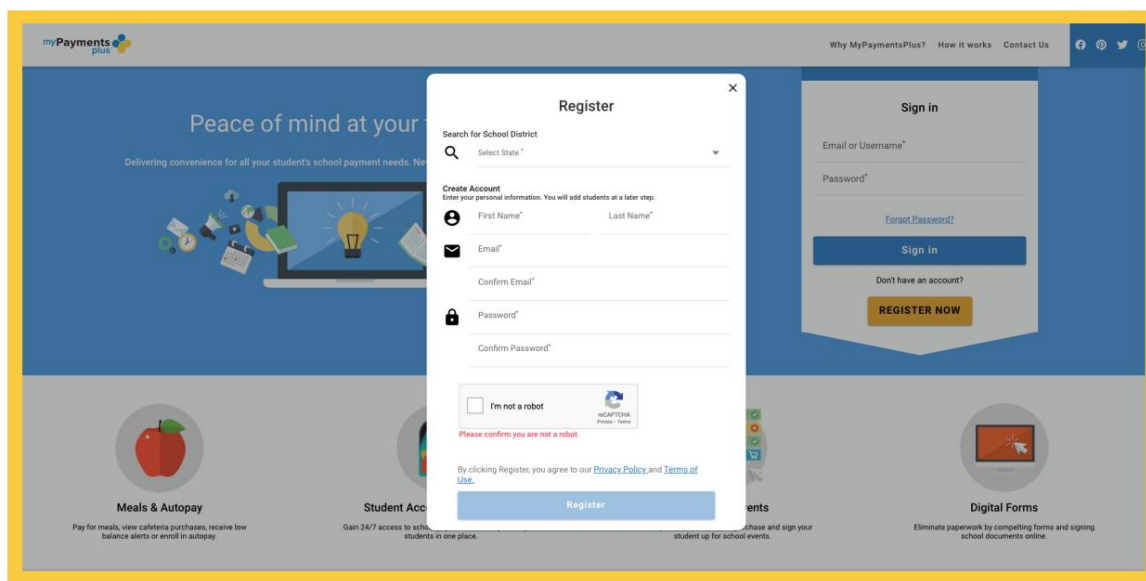 myPayments
plus
Why MyPaymentsPlus? How it works Contact Us
Peace of mind at your
Delivering convenience for all your student's school payment needs.
Register
Search for School District
Select State *
Create Account
Enter your personal information. You will add students at a later step.
First Name* Last Name*
Email*
Confirm Email*
Password*
Confirm Password*
I'm not a robot
reCAPTCHA
Privacy - Terms
Please confirm you are not a robot.
By clicking Register, you agree to our Privacy Policy and Terms of
Use.
Register
Sign in
Email or Username*
Password*
Forgot Password?
Sign in
Don't have an account?
REGISTER NOW
Meals & Autopay
Pay for meals, view cafeteria purchases, receive low
balance alerts or enroll in autopay.
Student Acc
Gain 24/7 access to scho
students in one place.
ents
chase and sign your
student up for school events.
Digital Forms
Eliminate paperwork by compelting forms and signing
school documents online.